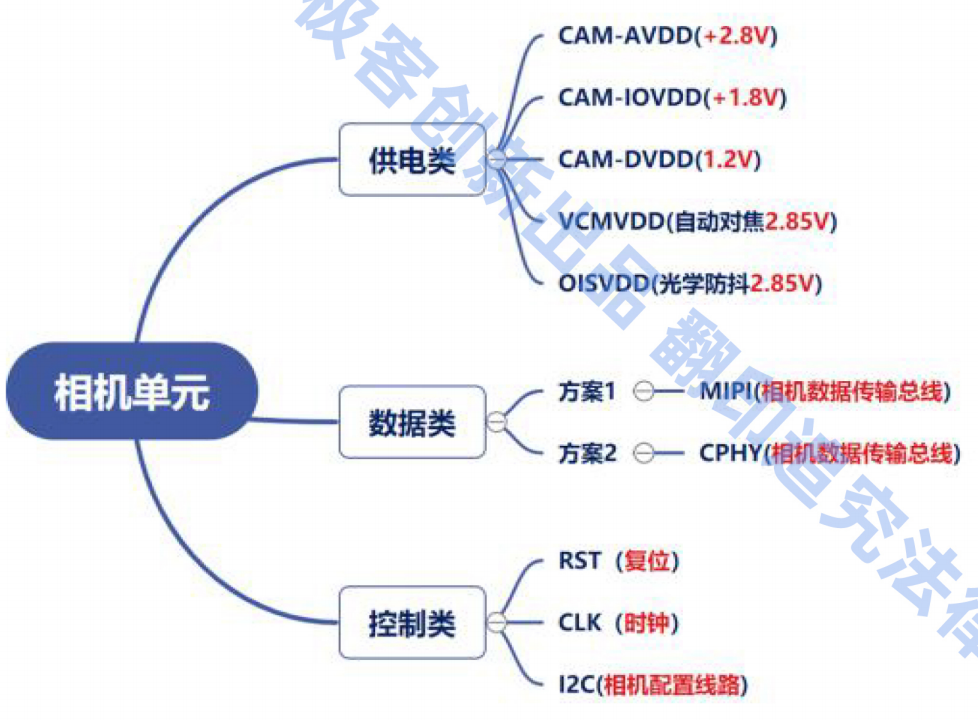 相机单元
供电类
CAM-AVDD(+2.8V)
CAM-IOVDD(+1.8V)
CAM-DVDD(1.2V)
VCMVDD(自动对焦2.85V)
OISVDD(光学防抖2.85V)
数据类
方案1
MIPI(相机数据传输总线)
方案2
CPHY(相机数据传输总线)
控制类
RST (复位)
CLK (时钟)
I2C(相机配置线路)
极客创新出品 翻印追究法律